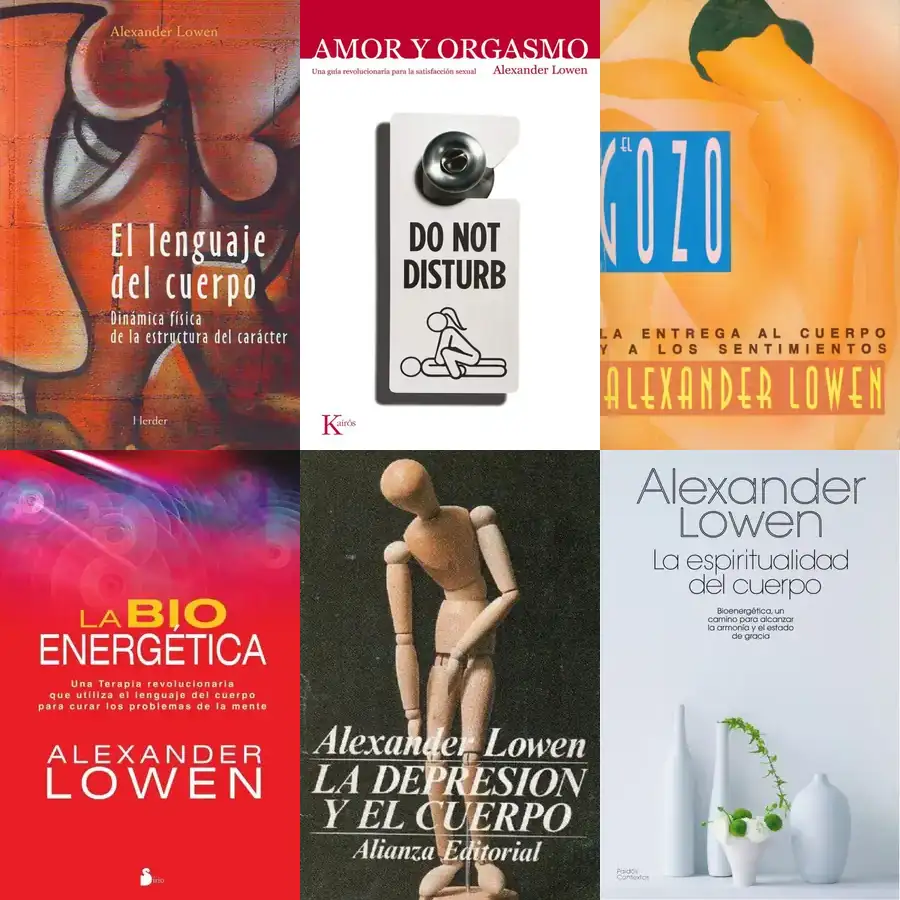 Alexander Lowen
El lenguaje
del cuerpo
Dinámica física
de la estructura del carácter
Herder
AMOR Y ORGASMO
Una guía revolucionaria para la satisfacción sexual
Alexander Lowen
DO NOT
DISTURB
Kairós
EL
GOZO
LA ENTREGA AL CUERPO
Y A LOS SENTIMIENTOS
ALEXANDER LOWEN
LA BIO
ENERGÉTICA
Una Terapia revolucionaria
que utiliza el lenguaje del cuerpo
para curar los problemas de la mente
ALEXANDER
LOWEN
Sirio
Alexander Lowen
LA DEPRESION
Y EL CUERPO
Alianza Editorial
Alexander
Lowen
La espiritualidad
del cuerpo
Bioenergética, un
camino para alcanzar
la armonía y el estado
de gracia
Paidós
Contextos